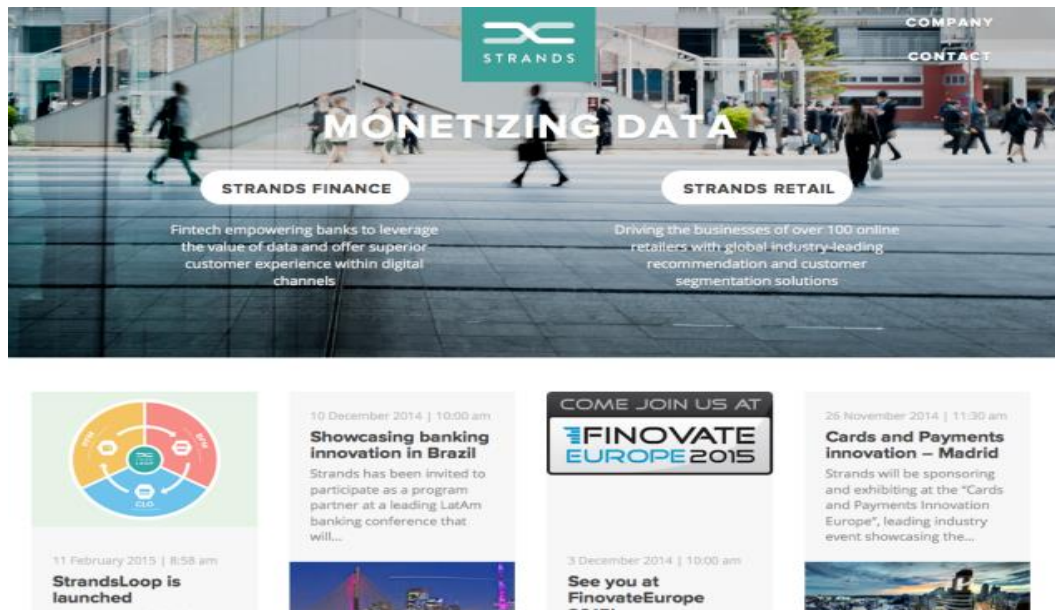 STRANDS
COMPANY
CONTACT
MONETIZING DATA
STRANDS FINANCE
Fintech empowering banks to leverage
the value of data and offer superior
customer experience within digital
channels
STRANDS RETAIL
Driving the businesses of over 100 online
retailers with global industry-leading
recommendation and customer
segmentation solutions
PFM
BFM
CLO
LOOP
11 February 2015 | 8:58 am
StrandsLoop is
launched
10 December 2014 | 10:00 am
Showcasing banking
innovation in Brazil
Strands has been invited to
participate as a program
partner at a leading LatAm
banking conference that
will...
COME JOIN US AT
FINOVATE
EUROPE 2015
3 December 2014 | 10:00 am
See you at
FinovateEurope
26 November 2014 | 11:30 am
Cards and Payments
innovation – Madrid
Strands will be sponsoring
and exhibiting at the "Cards
and Payments Innovation
Europe", leading industry
event showcasing the...